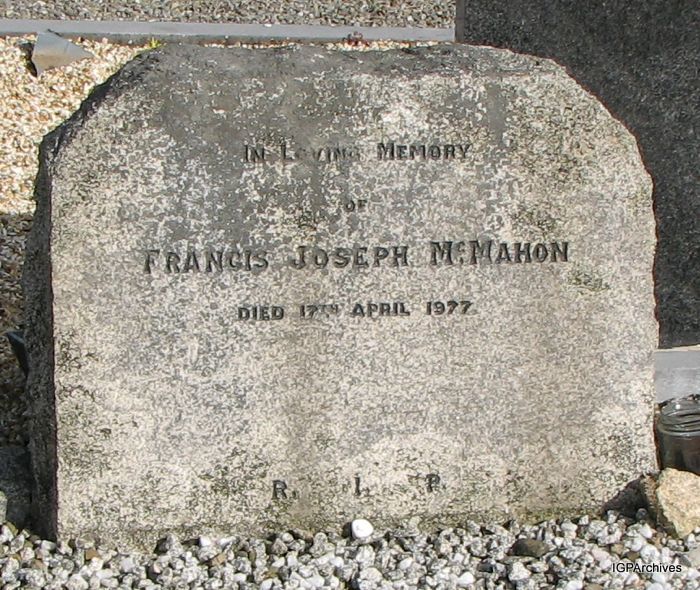 In Loving Memory
of
Francis Joseph McMahon
Died 17th April 1977
R. I. P.
IGPArchives